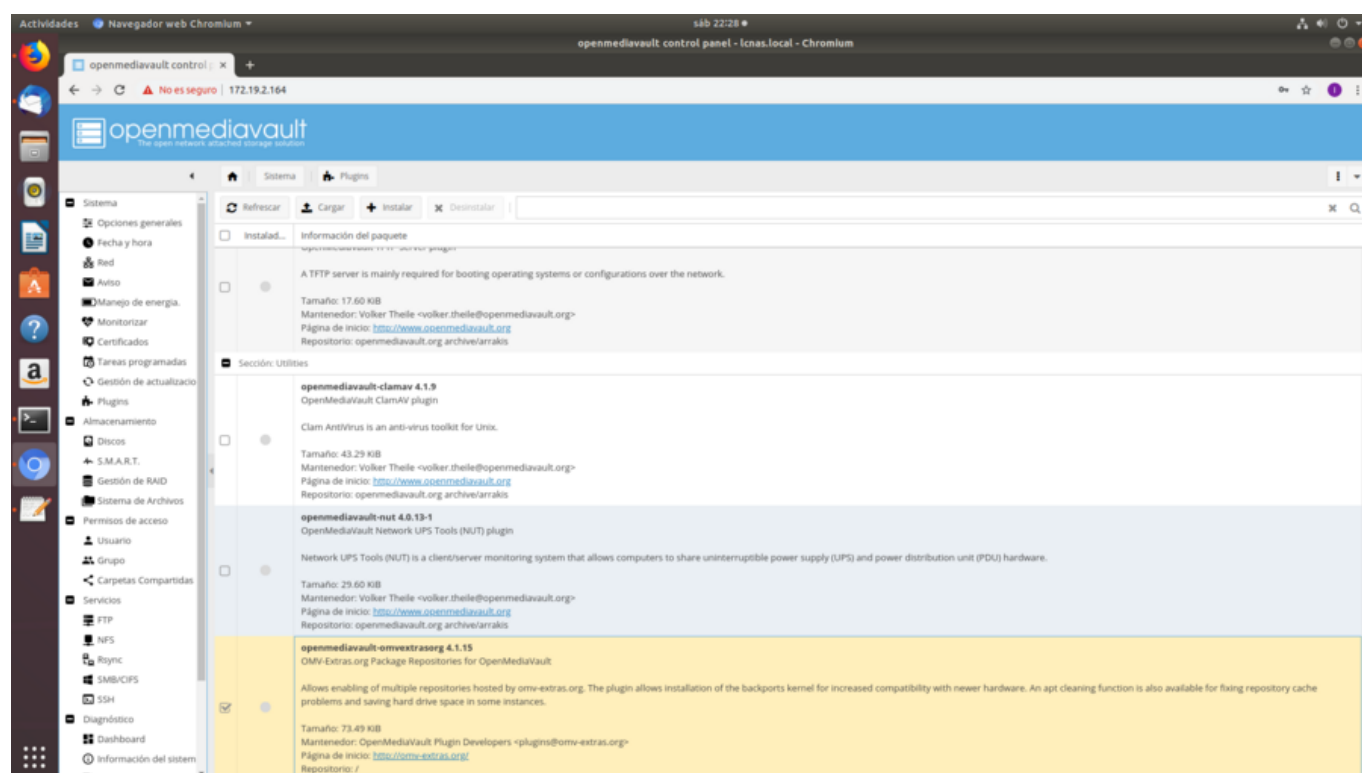 Actividades Navegador web Chromium sáb 22:28
openmediavault control panel - lcnas.local - Chromium
openmediavault control p
No es seguro 172.19.2.164
openmediavault
The open network attached storage solution
Sistema Plugins
Sistema
Opciones generales
Fecha y hora
Red
Aviso
Manejo de energia.
Monitorizar
Certificados
Tareas programadas
Gestión de actualizacio
Plugins
Almacenamiento
Discos
S.M.A.R.T.
Gestión de RAID
Sistema de Archivos
Permisos de acceso
Usuario
Grupo
Carpetas Compartidas
Servicios
FTP
NFS
Rsync
SMB/CIFS
SSH
Diagnóstico
Dashboard
Información del sistem
Refrescar Cargar Instalar Desinstalar
Instalad... Información del paquete
OpenMediaVault TFTP server plugin
A TFTP server is mainly required for booting operating systems or configurations over the network.
Tamaño: 17.60 KiB
Mantenedor: Volker Theile <volker.theile@openmediavault.org>
Página de inicio: http://www.openmediavault.org
Repositorio: openmediavault.org archive/arrakis
Sección: Utilities
openmediavault-clamav 4.1.9
OpenMediaVault ClamAV plugin
Clam AntiVirus is an anti-virus toolkit for Unix.
Tamaño: 43.29 KiB
Mantenedor: Volker Theile <volker.theile@openmediavault.org>
Página de inicio: http://www.openmediavault.org
Repositorio: openmediavault.org archive/arrakis
openmediavault-nut 4.0.13-1
OpenMediaVault Network UPS Tools (NUT) plugin
Network UPS Tools (NUT) is a client/server monitoring system that allows computers to share uninterruptible power supply (UPS) and power distribution unit (PDU) hardware.
Tamaño: 29.60 KiB
Mantenedor: Volker Theile <volker.theile@openmediavault.org>
Página de inicio: http://www.openmediavault.org
Repositorio: openmediavault.org archive/arrakis
openmediavault-omvextrasorg 4.1.15
OMV-Extras.org Package Repositories for OpenMediaVault
Allows enabling of multiple repositories hosted by omv-extras.org. The plugin allows installation of the backports kernel for increased compatibility with newer hardware. An apt cleaning function is also available for fixing repository cache
problems and saving hard drive space in some instances.
Tamaño: 73.49 KiB
Mantenedor: OpenMediaVault Plugin Developers <plugins@omv-extras.org>
Página de inicio: http://omv-extras.org/
Repositorio: /